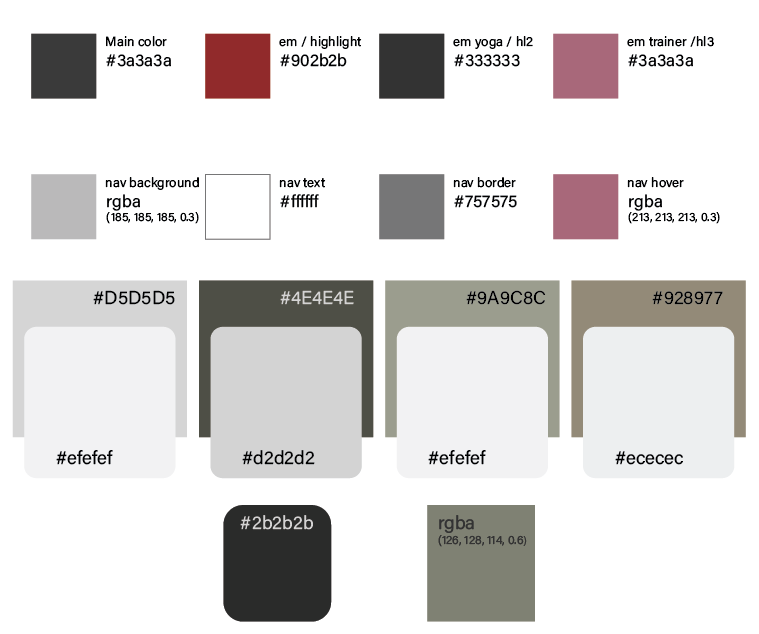 Main color
#3a3a3a
em / highlight
#902b2b
em yoga / hl2
#333333
em trainer /hl3
#3a3a3a
nav background
rgba
(185, 185, 185, 0.3)
nav text
#ffffff
nav border
#757575
nav hover
rgba
(213, 213, 213, 0.3)
#D5D5D5
#efefef
#4E4E4E
#d2d2d2
#9A9C8C
#efefef
#928977
#ececec
#2b2b2b
rgba
(126, 128, 114, 0.6)